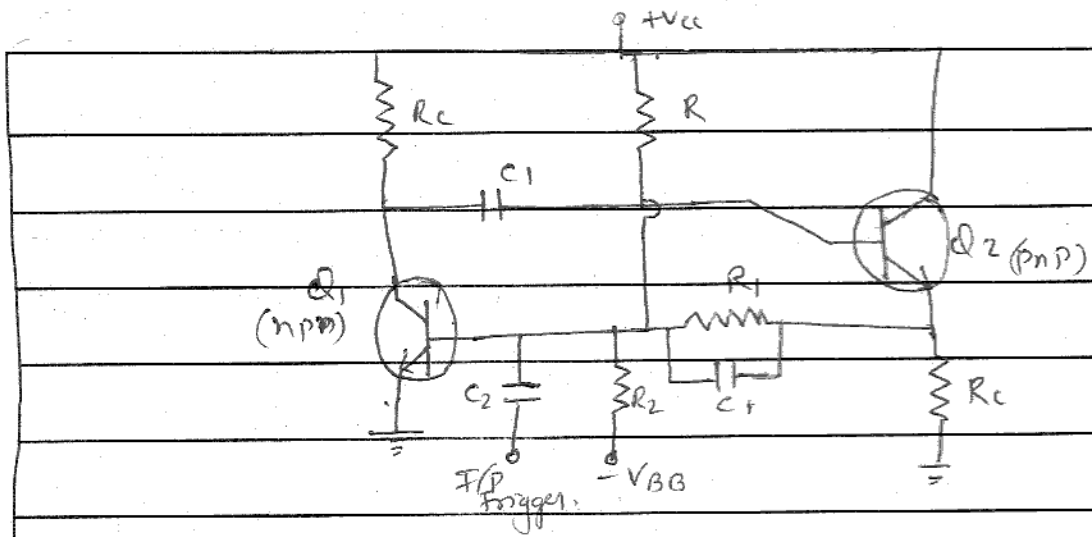 +Vcc
Rc
R
C1
Q2 (pnp)
Q1
(npn)
R1
C2
R2
C1
Rc
I/P
Trigger.
-VBB